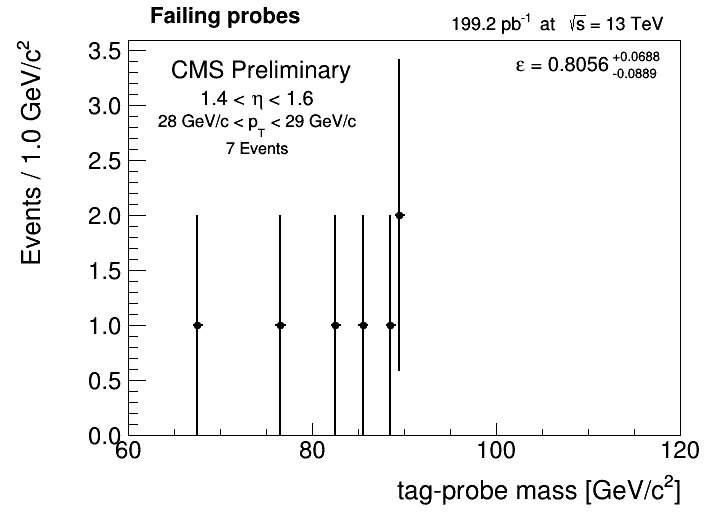 Failing probes
199.2 pb⁻¹ at √s = 13 TeV
CMS Preliminary
1.4 < η < 1.6
28 GeV/c < p_T < 29 GeV/c
7 Events
ε = 0.8056 +0.0688 -0.0889
Events / 1.0 GeV/c²
3.5
3.0
2.5
2.0
1.5
1.0
0.5
0.0
60 80 100 120
tag-probe mass [GeV/c²]